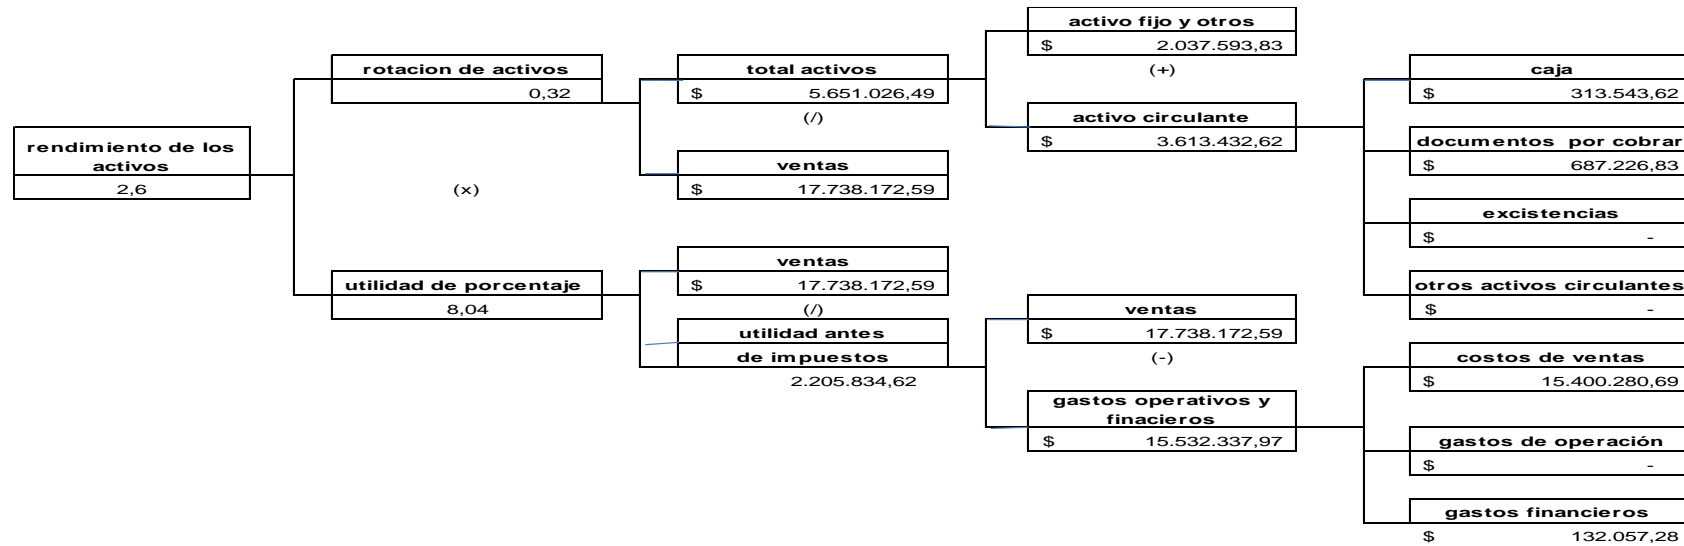 activo fijo y otros
$ 2.037.593,83
rotacion de activos
total activos
(+)
caja
0,32
$ 5.651.026,49
$ 313.543,62
(/)
activo circulante
rendimiento de los
activos
$ 3.613.432,62
documentos por cobrar
ventas
$ 687.226,83
2,6
(x)
$ 17.738.172,59
excistencias
$ -
ventas
utilidad de porcentaje
$ 17.738.172,59
otros activos circulantes
8,04
(/)
ventas
$ -
utilidad antes
$ 17.738.172,59
de impuestos
(-)
costos de ventas
2.205.834,62
$ 15.400.280,69
gastos operativos y
finacieros
$ 15.532.337,97
gastos de operación
$ -
gastos financieros
$ 132.057,28